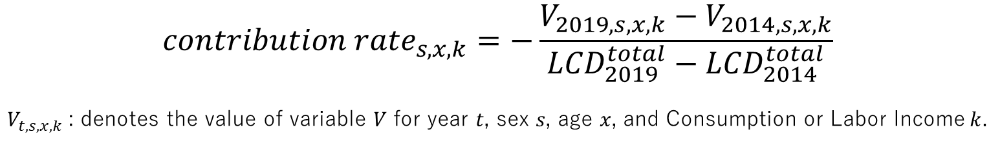 contribution rate_{s,x,k} = − \frac{V_{2019,s,x,k} − V_{2014,s,x,k}}{LCD_{2019}^{total} − LCD_{2014}^{total}}
V_{t,s,x,k} : denotes the value of variable V for year t, sex s, age x, and Consumption or Labor Income k.